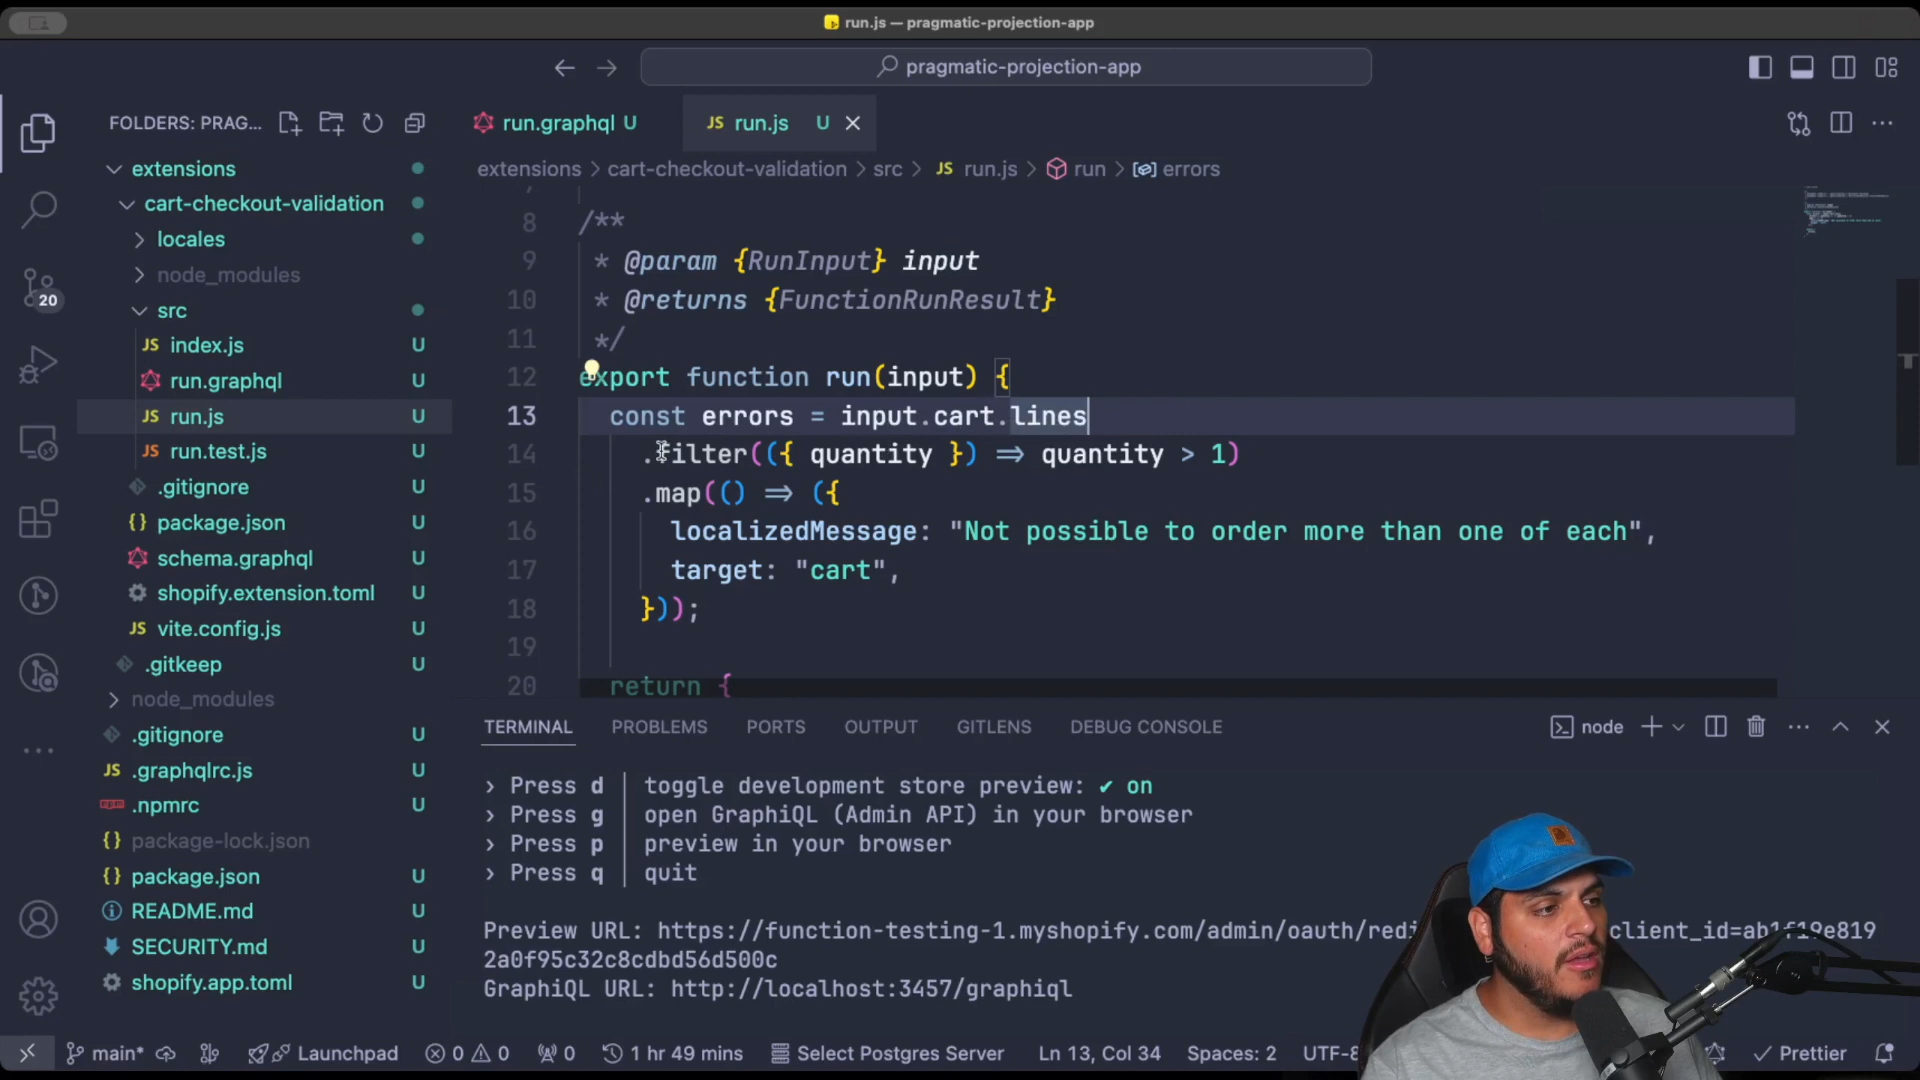 run.js — pragmatic-projection-app
pragmatic-projection-app
FOLDERS: PRAG...
extensions
cart-checkout-validation
locales
node_modules
src
JS index.js U
run.graphql U
JS run.js U
JS run.test.js U
.gitignore U
{} package.json U
schema.graphql U
shopify.extension.toml U
JS vite.config.js U
.gitkeep U
node_modules
.gitignore U
JS .graphqlrc.js U
.npmrc U
{} package-lock.json
{} package.json U
README.md U
SECURITY.md U
shopify.app.toml U
20
run.graphql U
JS run.js U
extensions > cart-checkout-validation > src > JS run.js > run > errors
8 /**
9 * @param {RunInput} input
10 * @returns {FunctionRunResult}
11 */
12 export function run(input) {
13 const errors = input.cart.lines
14 .filter(({ quantity }) => quantity > 1)
15 .map(() => ({
16 localizedMessage: "Not possible to order more than one of each",
17 target: "cart",
18 }));
19
20 return {
TERMINAL PROBLEMS PORTS OUTPUT GITLENS DEBUG CONSOLE
node
› Press d | toggle development store preview: ✔ on
› Press g | open GraphiQL (Admin API) in your browser
› Press p | preview in your browser
› Press q | quit
Preview URL: https://function-testing-1.myshopify.com/admin/oauth/redi client_id=ab1f19e819
2a0f95c32c8cdbd56d500c
GraphiQL URL: http://localhost:3457/graphiql
main* Launchpad 0 0 0 1 hr 49 mins Select Postgres Server Ln 13, Col 34 Spaces: 2 UTF-8 Prettier